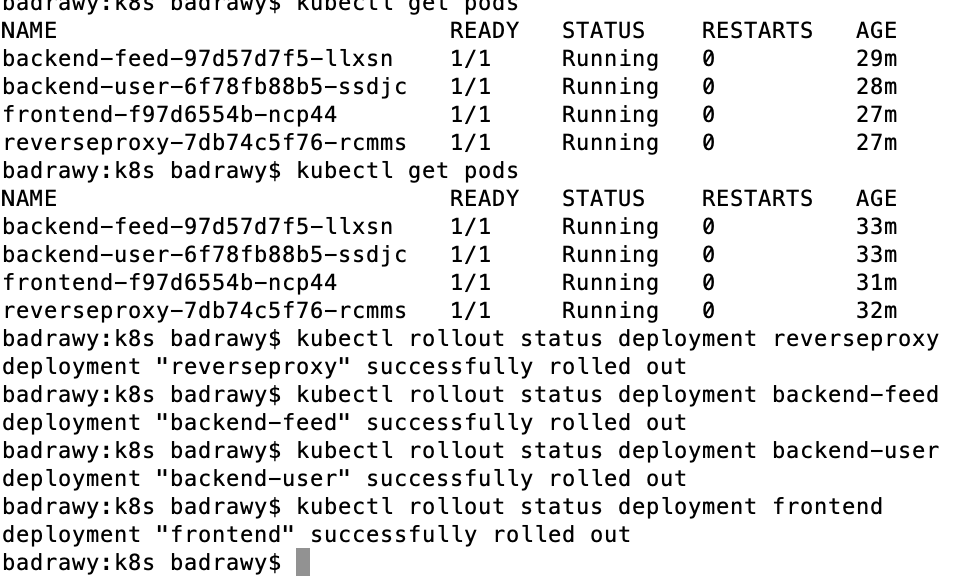 badrawy:k8s badrawy$ kubectl get pods
NAME READY STATUS RESTARTS AGE
backend-feed-97d57d7f5-llxsn 1/1 Running 0 29m
backend-user-6f78fb88b5-ssdjc 1/1 Running 0 28m
frontend-f97d6554b-ncp44 1/1 Running 0 27m
reverseproxy-7db74c5f76-rcmms 1/1 Running 0 27m
badrawy:k8s badrawy$ kubectl get pods
NAME READY STATUS RESTARTS AGE
backend-feed-97d57d7f5-llxsn 1/1 Running 0 33m
backend-user-6f78fb88b5-ssdjc 1/1 Running 0 33m
frontend-f97d6554b-ncp44 1/1 Running 0 31m
reverseproxy-7db74c5f76-rcmms 1/1 Running 0 32m
badrawy:k8s badrawy$ kubectl rollout status deployment reverseproxy
deployment "reverseproxy" successfully rolled out
badrawy:k8s badrawy$ kubectl rollout status deployment backend-feed
deployment "backend-feed" successfully rolled out
badrawy:k8s badrawy$ kubectl rollout status deployment backend-user
deployment "backend-user" successfully rolled out
badrawy:k8s badrawy$ kubectl rollout status deployment frontend
deployment "frontend" successfully rolled out
badrawy:k8s badrawy$